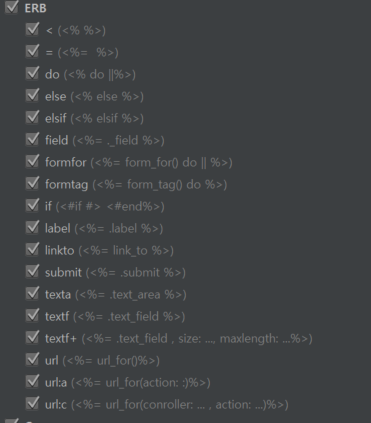 ERB
< (<% %>)
= (<%= %>)
do (<% do ||%>)
else (<% else %>)
elsif (<% elsif %>)
field (<%= ._field %>)
formfor (<%= form_for() do || %>)
formtag (<%= form_tag() do %>)
if (<#if #> <#end%>)
label (<%= .label %>)
linkto (<%= link_to %>)
submit (<%= .submit %>)
texta (<%= .text_area %>)
textf (<%= .text_field %>)
textf+ (<%= .text_field , size: ..., maxlength: ...%>)
url (<%= url_for()%>)
url:a (<%= url_for(action: :)%>)
url:c (<%= url_for(conroller: ... , action: ...)%>)